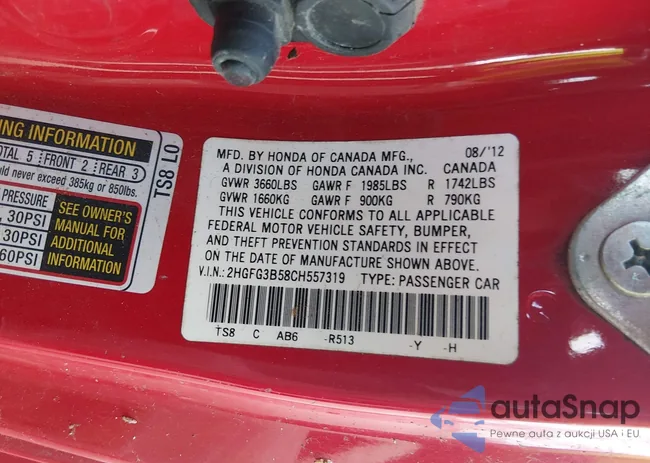 NG INFORMATION
OTAL 5 FRONT 2 REAR 3
uld never exceed 385kg or 850lbs.
PRESSURE
, 30PSI
30PSI
60PSI
SEE OWNER'S
MANUAL FOR
ADDITIONAL
INFORMATION
TS8 L0
MFD. BY HONDA OF CANADA MFG., 08/'12
A DIVISION OF HONDA CANADA INC. CANADA
GVWR 3660LBS GAWR F 1985LBS R 1742LBS
GVWR 1660KG GAWR F 900KG R 790KG
THIS VEHICLE CONFORMS TO ALL APPLICABLE
FEDERAL MOTOR VEHICLE SAFETY, BUMPER,
AND THEFT PREVENTION STANDARDS IN EFFECT
ON THE DATE OF MANUFACTURE SHOWN ABOVE.
V.I.N.: 2HGFG3B58CH557319 TYPE: PASSENGER CAR
TS8 C AB6 -R513 -Y -H
autaSnap
Pewne auta z aukcji USA i EU